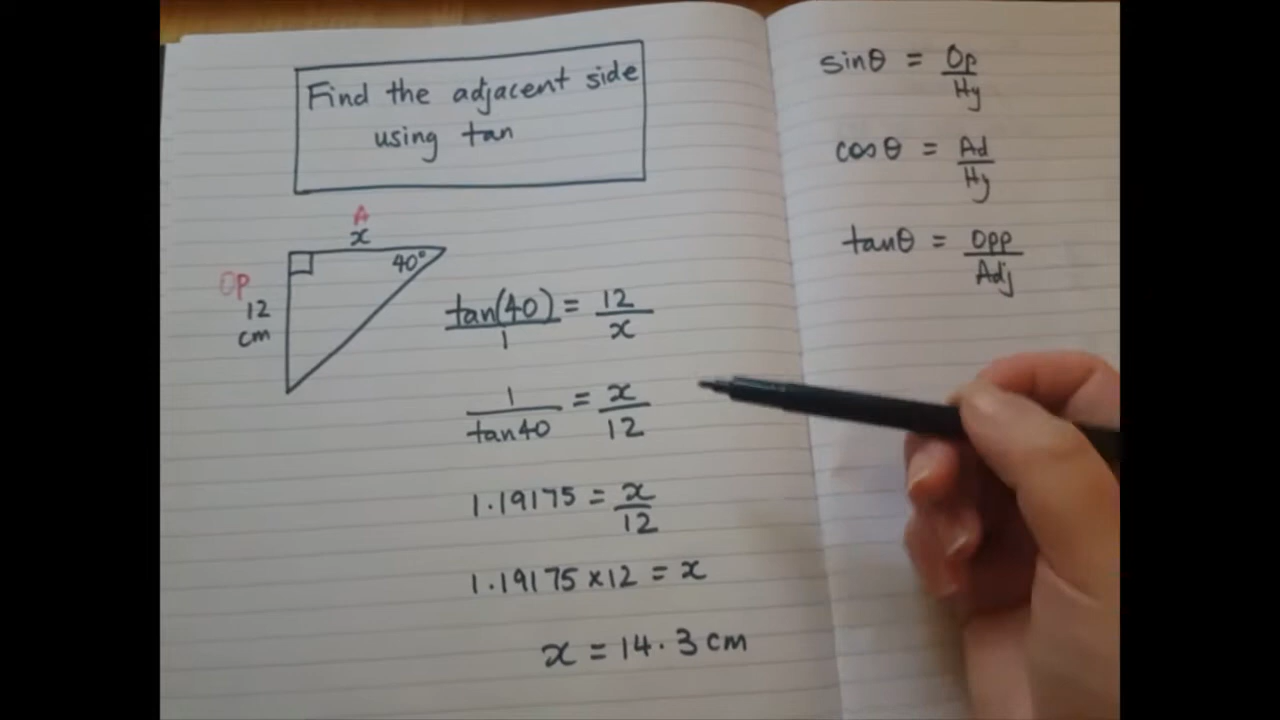 Find the adjacent side
using tan
A
x
40°
Op
12
cm
tan(40)/1 = 12/x
1/tan40 = x/12
1.19175 = x/12
1.19175 x 12 = x
x = 14.3 cm
sinθ = Op/Hy
cosθ = Ad/Hy
tanθ = Opp/Adj